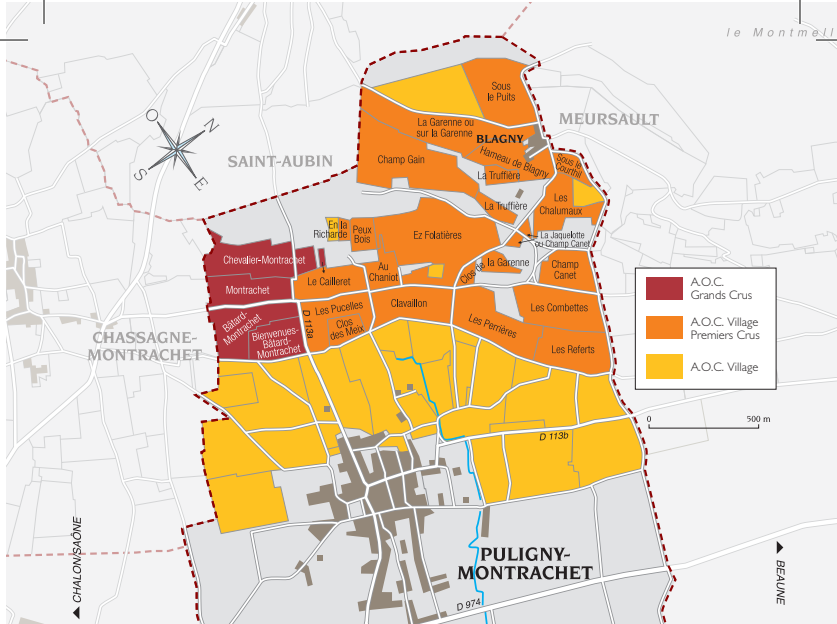 le Montmell
Sous
le Puits
MEURSAULT
La Garenne ou
sur la Garenne
BLAGNY
O
N
S
E
SAINT-AUBIN
Champ Gain
Hameau de Blagny
Sous le
Courthil
La Truffière
La Truffière
Les
Chalumaux
En la
Richarde
Peux
Bois
Ez Folatières
La Jaquelotte
ou Champ Canet
Chevalier-Montrachet
Le Cailleret
Au
Chaniot
Clos de
la Garenne
Champ
Canet
Montrachet
A.O.C.
Grands Crus
Les Pucelles
Clavaillon
Les Combettes
Bâtard-
Montrachet
D 113a
Clos
des Meix
Les Perrières
A.O.C. Village
Premiers Crus
CHASSAGNE-
MONTRACHET
Bienvenues-
Bâtard-
Montrachet
Les Referts
A.O.C. Village
0
500 m
D 113b
CHALON/SAÔNE
PULIGNY-
MONTRACHET
BEAUNE
D 974